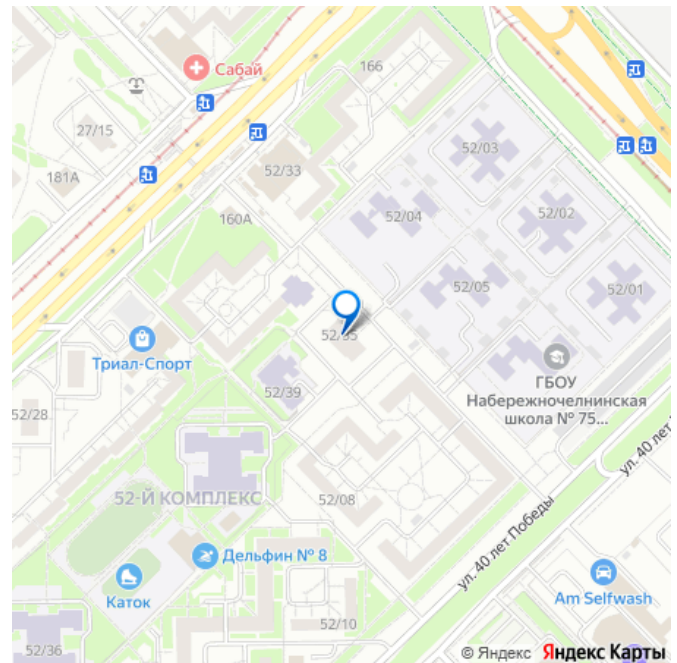 166
Сабай
27/15
52/03
52/33
181А
52/04
52/02
160А
52/05
52/01
52/35
Триал-Спорт
ГБОУ
Набережночелнинская
школа № 75...
52/39
52/28
ул. 40 лет
52/08
52-Й КОМПЛЕКС
ул. 40 лет Победы
Дельфин № 8
Каток
Am Selfwash
52/10
52/36
© Яндекс Яндекс Карты